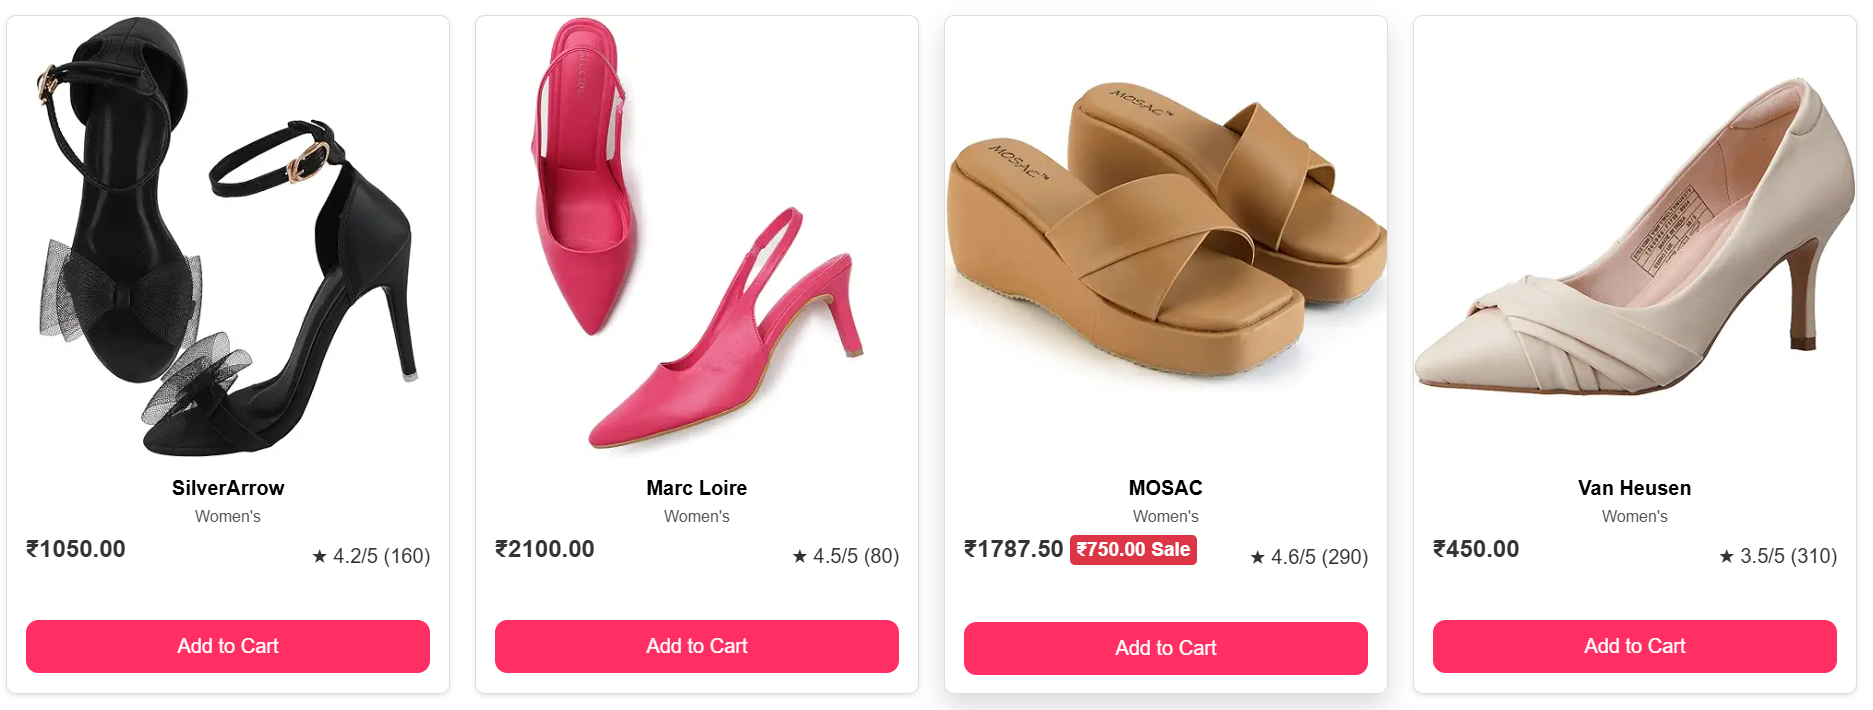 MOSAC™
MOSAC™
SilverArrow
Women's
₹1050.00
★ 4.2/5 (160)
Add to Cart
Marc Loire
Women's
₹2100.00
★ 4.5/5 (80)
Add to Cart
MOSAC
Women's
₹1787.50 ₹750.00 Sale
★ 4.6/5 (290)
Add to Cart
Van Heusen
Women's
₹450.00
★ 3.5/5 (310)
Add to Cart